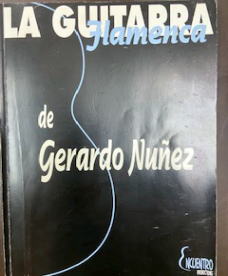 LA GUITARRA
Flamenca
de
Gerardo Nuñez
ENCUENTRO